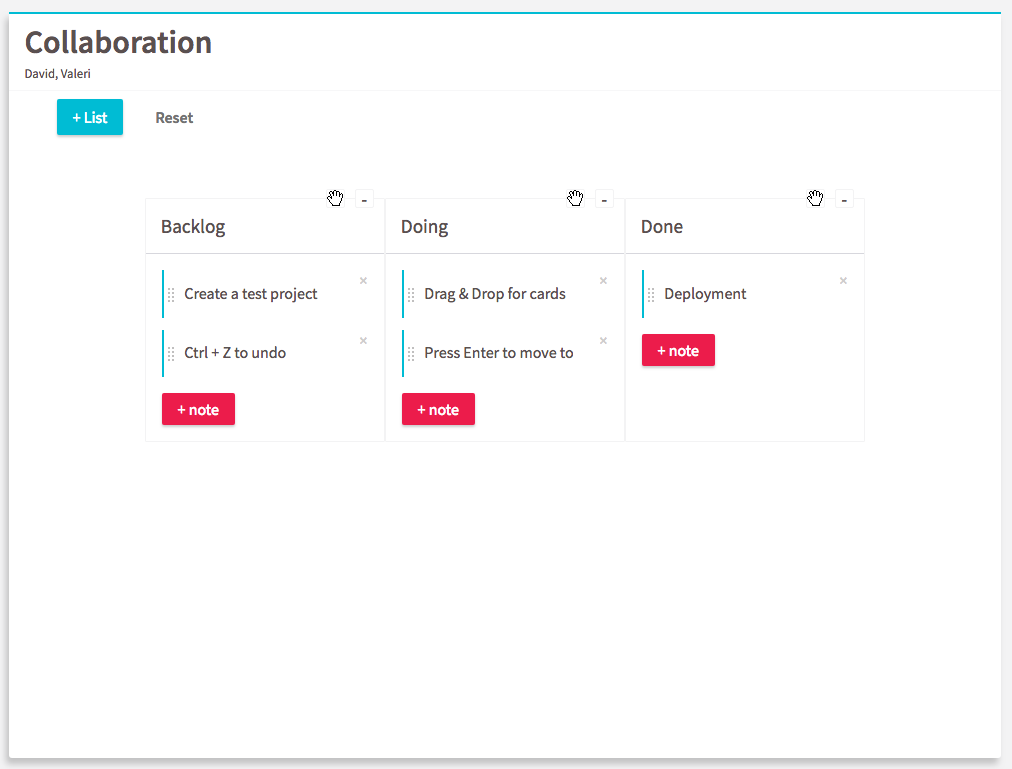 Collaboration
David, Valeri
+ List
Reset
-
-
-
Backlog
Doing
Done
Create a test project
×
Drag & Drop for cards
×
Deployment
×
Ctrl + Z to undo
×
Press Enter to move to
×
+ note
+ note
+ note